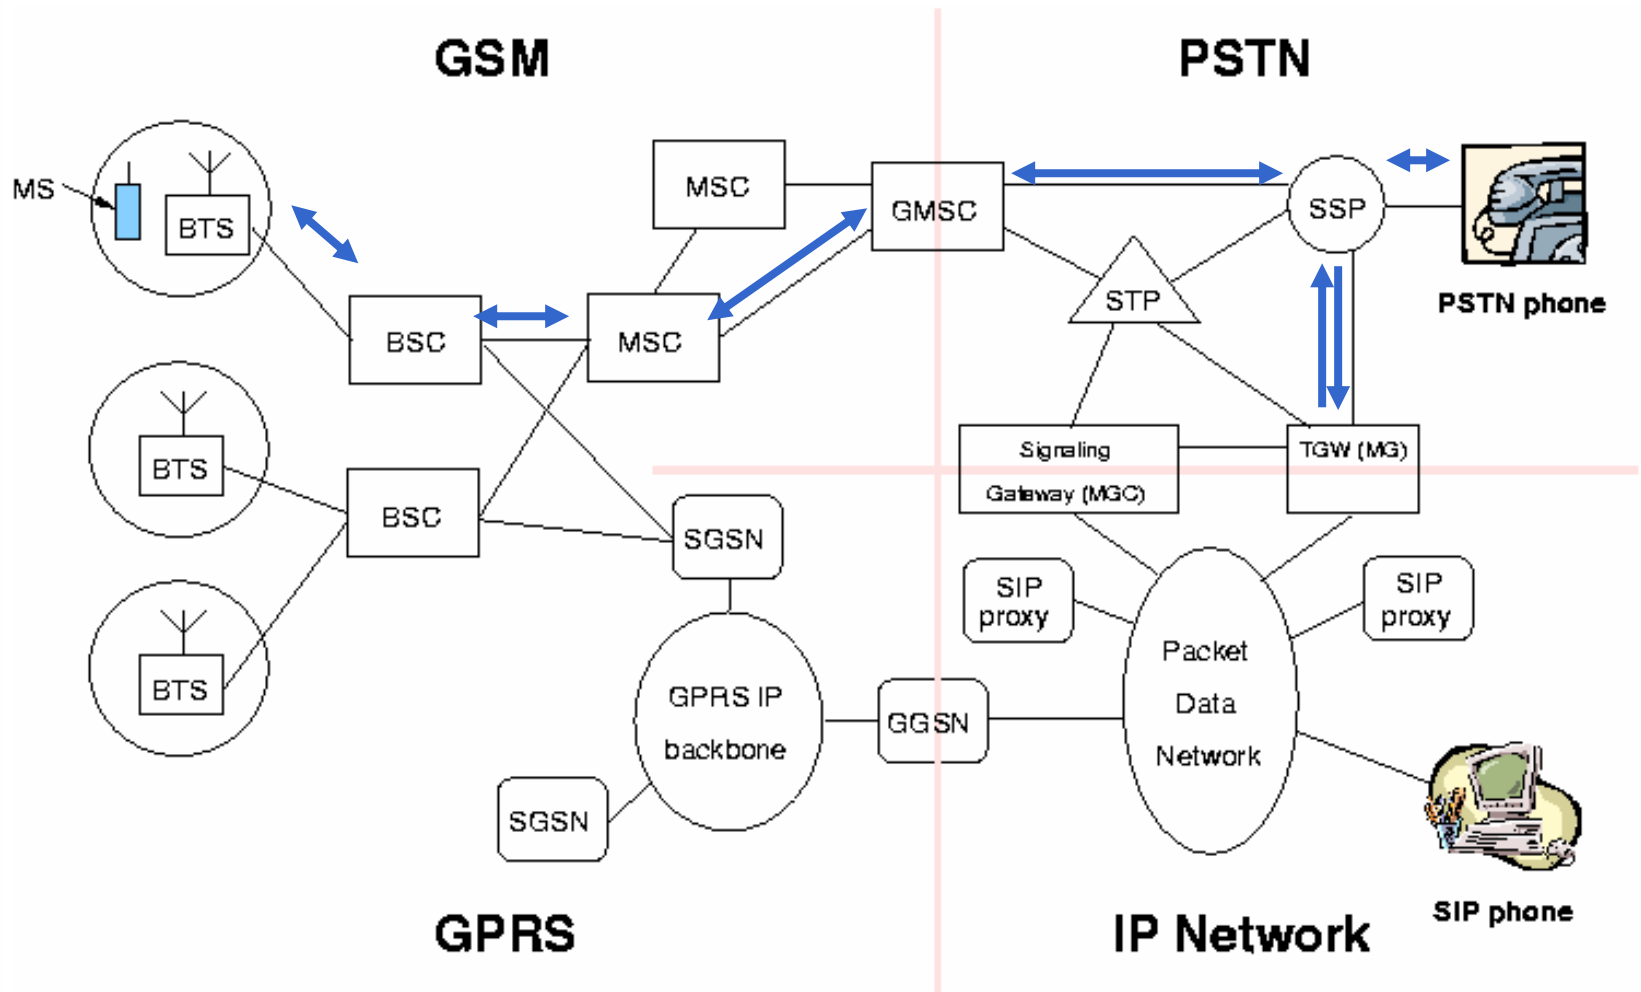 GSM
PSTN
MS
BTS
MSC
GMSC
SSP
STP
PSTN phone
BSC
MSC
BTS
BSC
Signaling
Gateway (MGC)
TGW (MG)
SGSN
SIP
proxy
SIP
proxy
BTS
GPRS IP
backbone
GGSN
Packet
Data
Network
SGSN
SIP phone
GPRS
IP Network